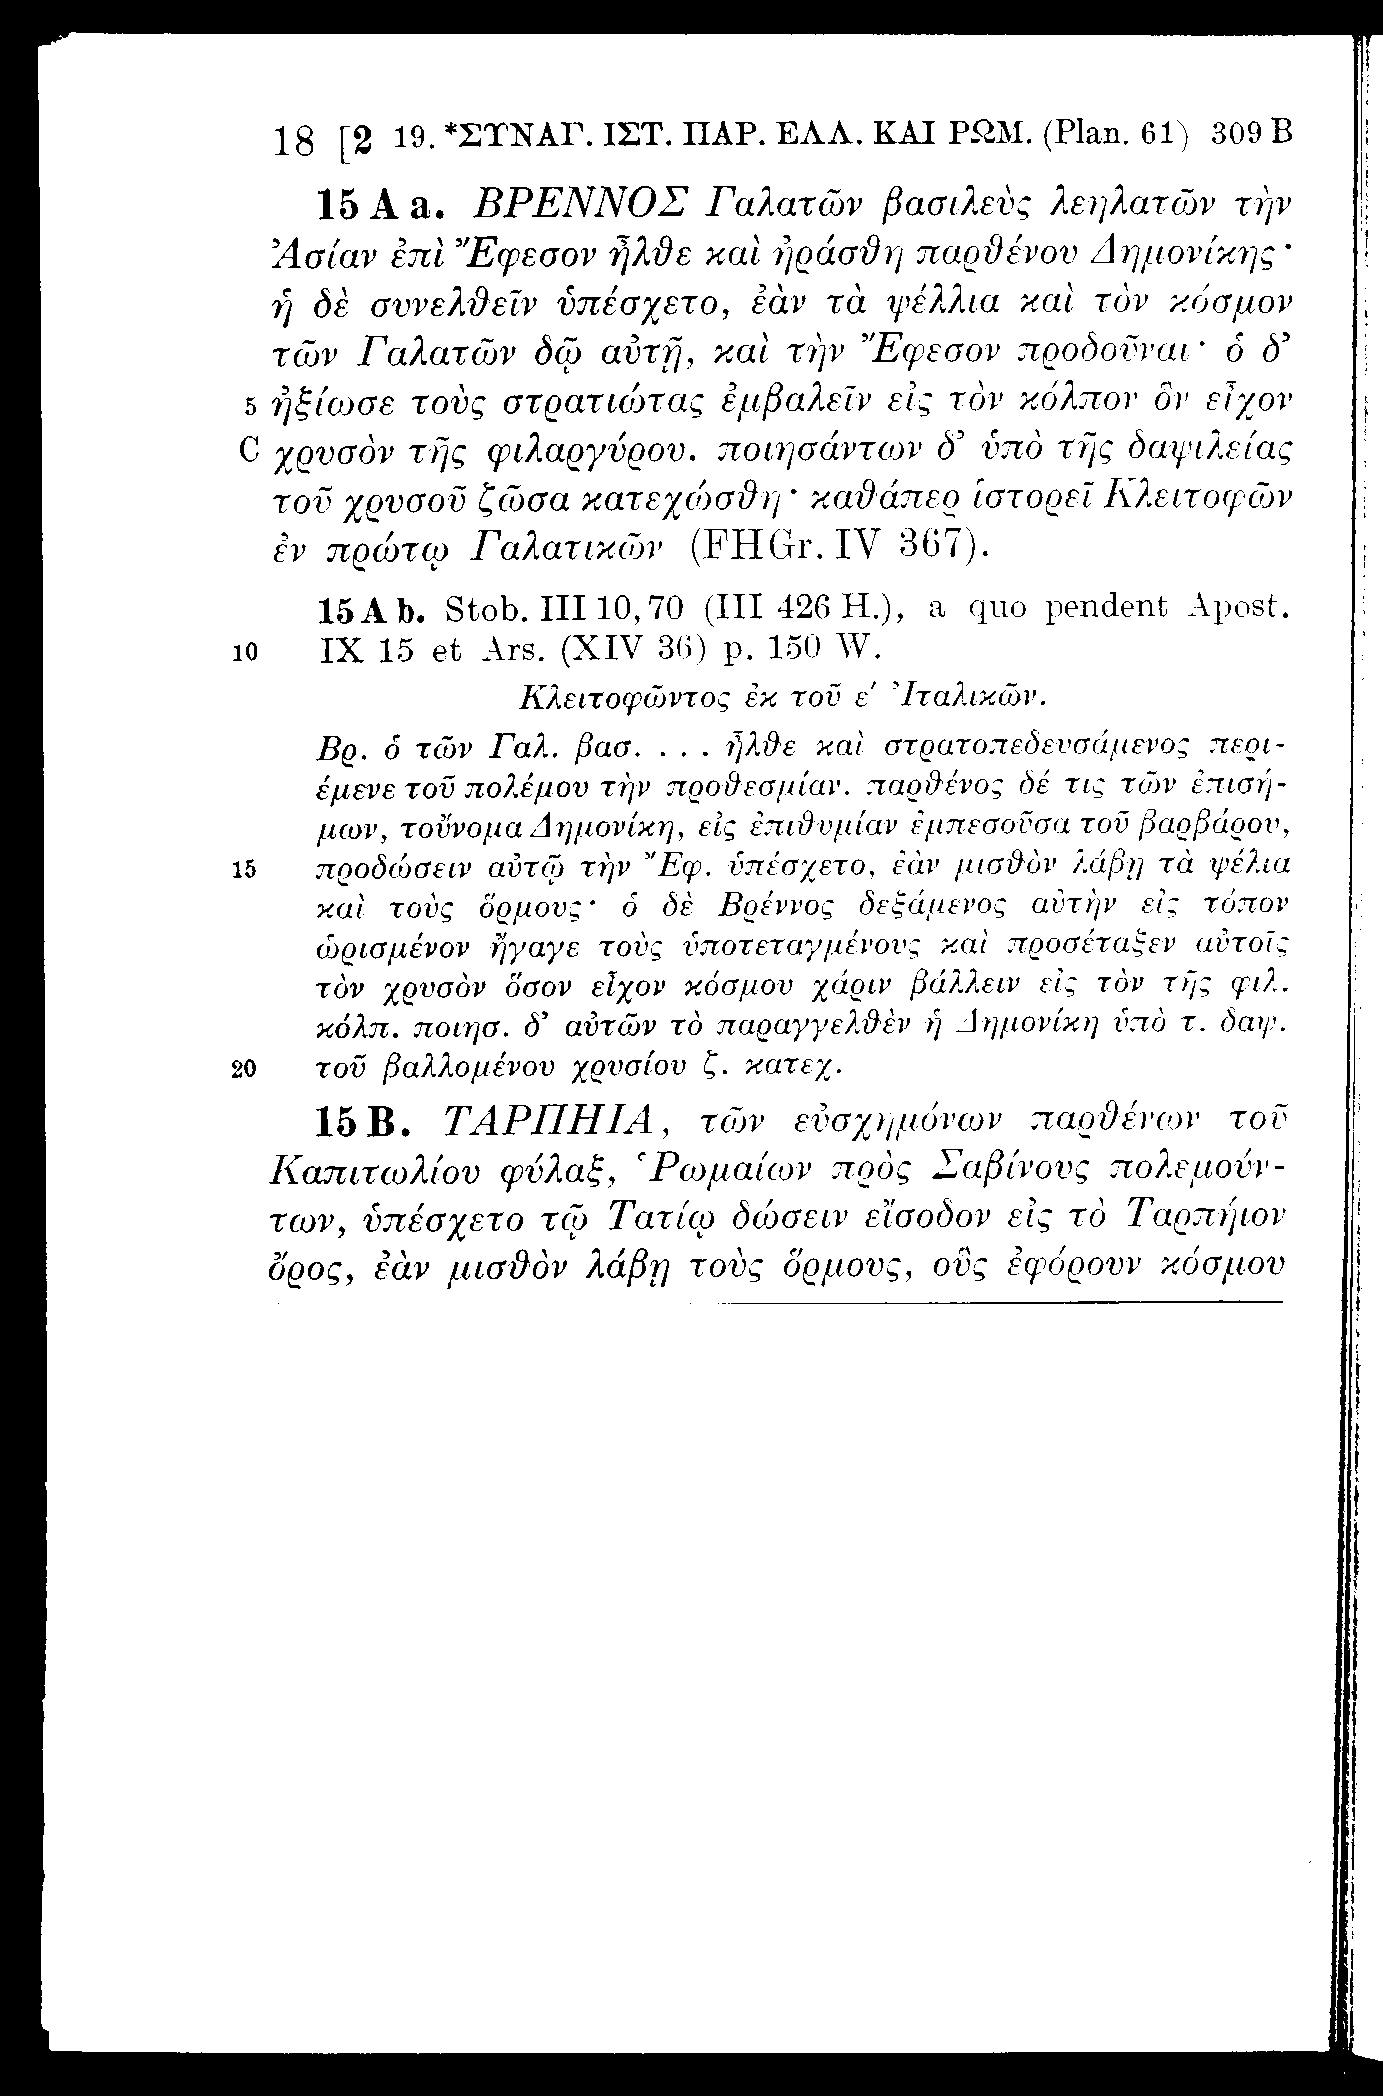 18 [2 19. *ΣΥΝΑΓ. ΙΣΤ. ΠΑΡ. ΕΛΛ. ΚΑΙ ΡΩΜ. (Plan. 61) 309 B
15 A a. ΒΡΕΝΝΟΣ Γαλατῶν βασιλεὺς λεηλατῶν τὴν
Ἀσίαν ἐπὶ Ἔφεσον ἦλθε καὶ ἠράσθη παρθένου Δημονίκης·
ἡ δὲ συνελθεῖν ὑπέσχετο, ἐὰν τὰ ψέλλια καὶ τὸν κόσμον
τῶν Γαλατῶν δῷ αὐτῇ, καὶ τὴν Ἔφεσον προδοῦναι· ὁ δ’
5 ἠξίωσε τοὺς στρατιώτας ἐμβαλεῖν εἰς τὸν κόλπον ὃν εἶχον
C χρυσὸν τῆς φιλαργύρου. ποιησάντων δ’ ὑπὸ τῆς δαψιλείας
τοῦ χρυσοῦ ζῶσα κατεχώσθη· καθάπερ ἱστορεῖ Κλειτοφῶν
ἐν πρώτῳ Γαλατικῶν (FHGr. IV 367).
15 A b. Stob. III 10, 70 (III 426 H.), a quo pendent Apost.
10 IX 15 et Ars. (XIV 36) p. 150 W.
Κλειτοφῶντος ἐκ τοῦ ε′ Ἰταλικῶν.
Βρ. ὁ τῶν Γαλ. βασ. . . . ἦλθε καὶ στρατοπεδευσάμενος περι-
έμενε τοῦ πολέμου τὴν προθεσμίαν. παρθένος δέ τις τῶν ἐπισή-
μων, τοὔνομα Δημονίκη, εἰς ἐπιθυμίαν ἐμπεσοῦσα τοῦ βαρβάρου,
15 προδώσειν αὐτῷ τὴν Ἔφ. ὑπέσχετο, ἐὰν μισθὸν λάβῃ τὰ ψέλια
καὶ τοὺς ὅρμους· ὁ δὲ Βρέννος δεξάμενος αὐτὴν εἰς τόπον
ὡρισμένον ἤγαγε τοὺς ὑποτεταγμένους καὶ προσέταξεν αὐτοῖς
τὸν χρυσὸν ὅσον εἶχον κόσμου χάριν βάλλειν εἰς τὸν τῆς φιλ.
κόλπ. ποιησ. δ’ αὐτῶν τὸ παραγγελθὲν ἡ Δημονίκη ὑπὸ τ. δαψ.
20 τοῦ βαλλομένου χρυσίου ζ. κατεχ.
15 B. ΤΑΡΠΗΙΑ, τῶν εὐσχημόνων παρθένων τοῦ
Καπιτωλίου φύλαξ, Ῥωμαίων πρὸς Σαβίνους πολεμούν-
των, ὑπέσχετο τῷ Τατίῳ δώσειν εἴσοδον εἰς τὸ Ταρπήιον
ὄρος, ἐὰν μισθὸν λάβῃ τοὺς ὅρμους, οὓς ἐφόρουν κόσμου